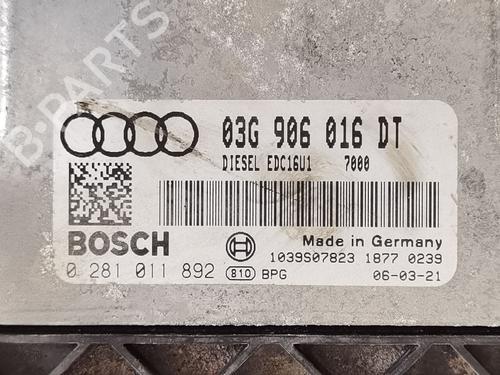 03G 906 016 DT
DIESEL EDC16U1 7000
BOSCH
Made in Germany
0 281 011 892 810 BPG
1039S07823 1877 0239
06-03-21
B-PARTS